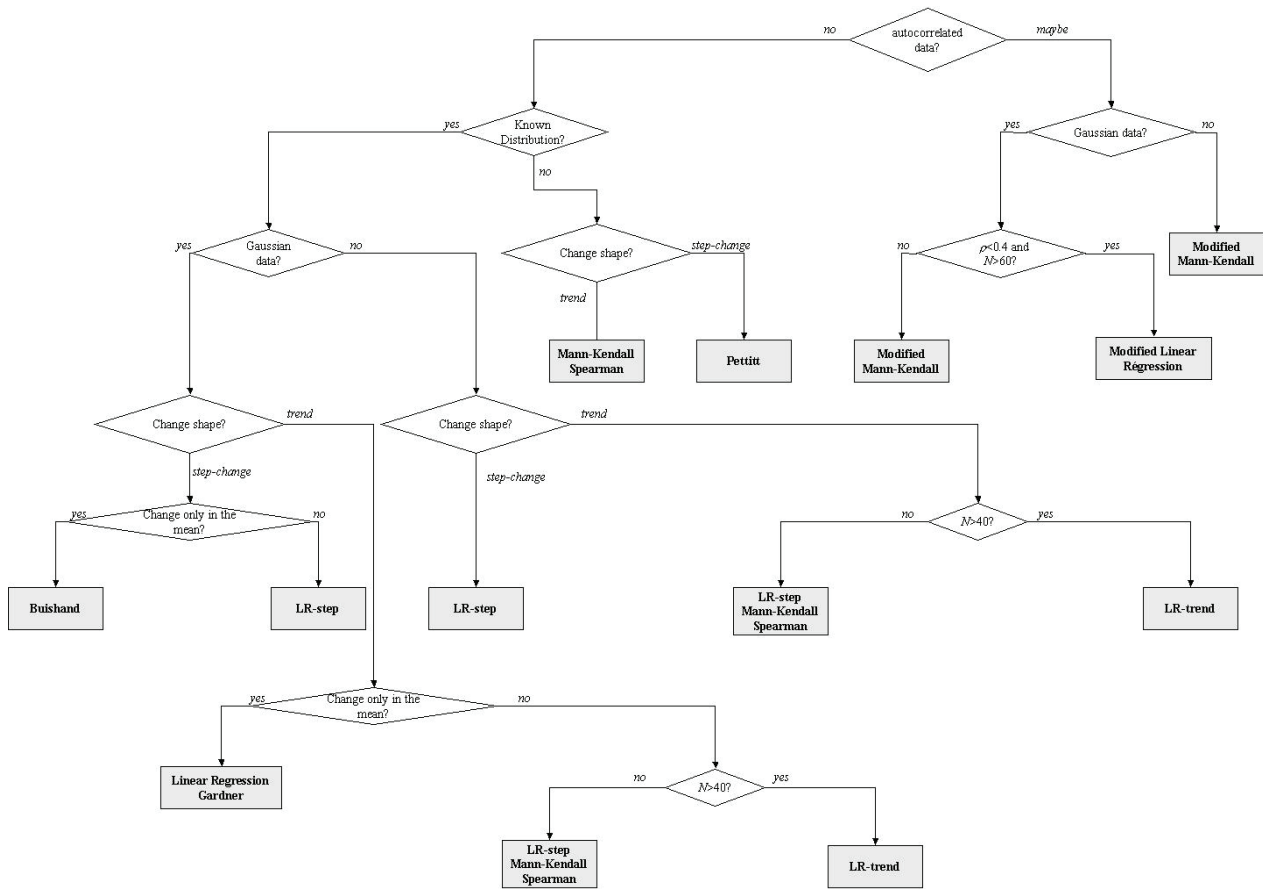 autocorrelated
data?
no
maybe
Known
Distribution?
yes
no
Gaussian data?
yes
no
Gaussian
data?
yes
no
Change shape?
step-change
trend
ρ<0.4 and
N>60?
no
yes
Modified
Mann-Kendall
Mann-Kendall
Spearman
Pettitt
Modified
Mann-Kendall
Modified Linear
Régression
Change shape?
trend
step-change
Change shape?
trend
step-change
Change only in the
mean?
yes
no
N>40?
no
yes
Buishand
LR-step
LR-step
LR-step
Mann-Kendall
Spearman
LR-trend
Change only in the
mean?
yes
no
Linear Regression
Gardner
N>40?
no
yes
LR-step
Mann-Kendall
Spearman
LR-trend